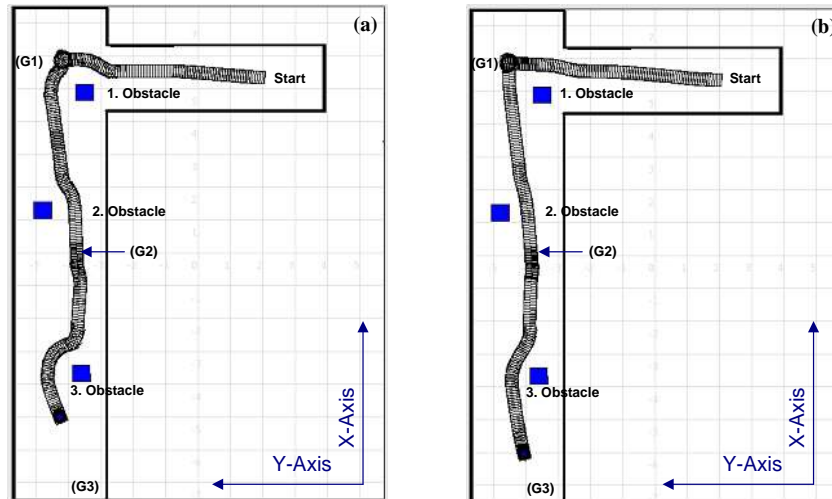 (a)
(G1)
Start
1. Obstacle
2. Obstacle
(G2)
3. Obstacle
X-Axis
Y-Axis
(G3)
(b)
(G1)
Start
1. Obstacle
2. Obstacle
(G2)
3. Obstacle
X-Axis
Y-Axis
(G3)